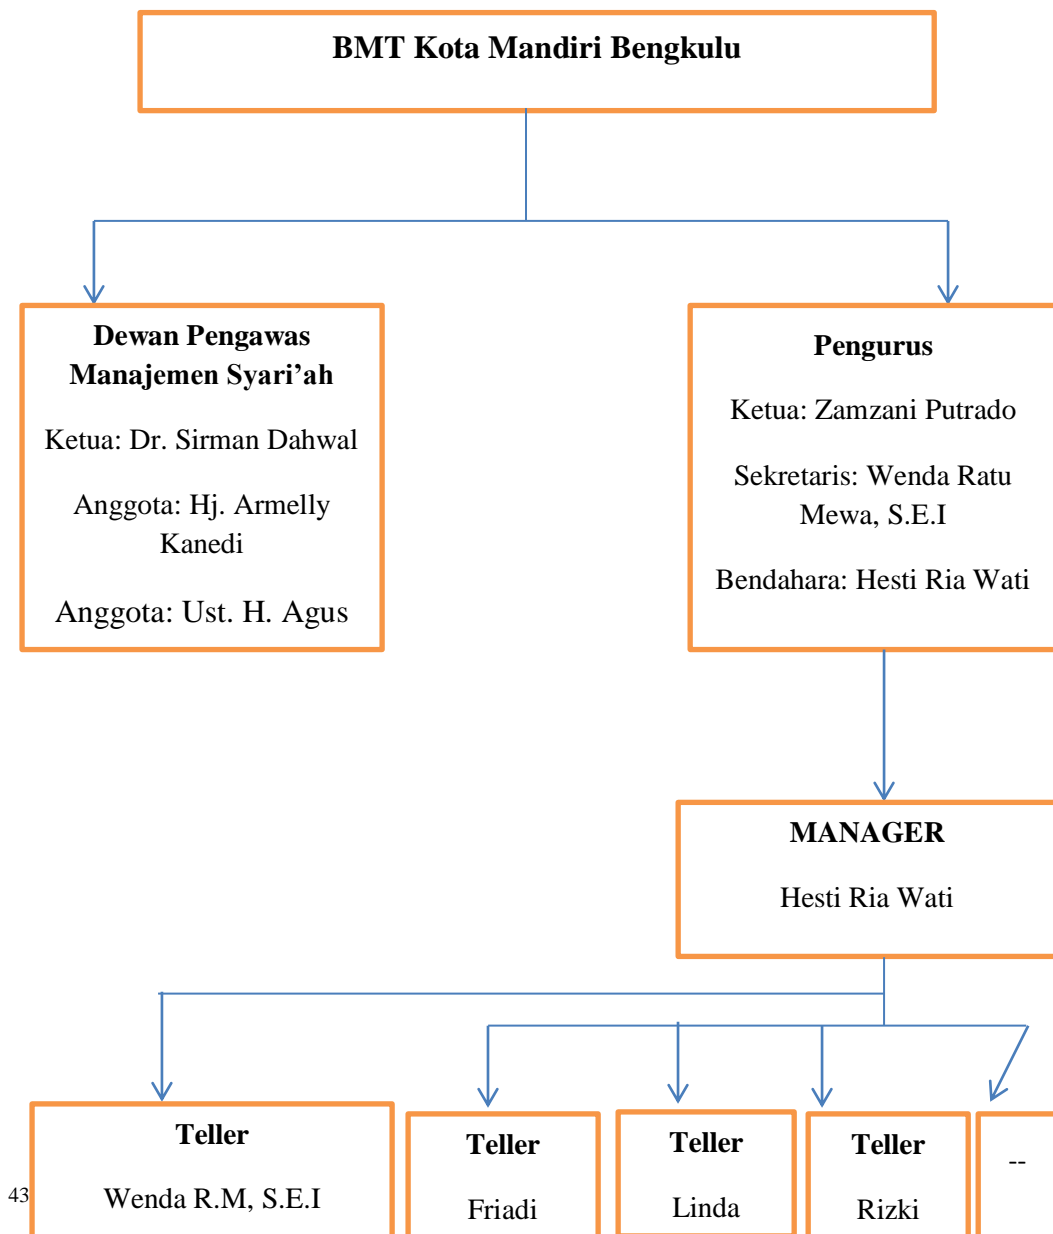 BMT Kota Mandiri Bengkulu
Dewan Pengawas
Manajemen Syari’ah
Ketua: Dr. Sirman Dahwal
Anggota: Hj. Armelly
Kanedi
Anggota: Ust. H. Agus
Pengurus
Ketua: Zamzani Putrado
Sekretaris: Wenda Ratu
Mewa, S.E.I
Bendahara: Hesti Ria Wati
MANAGER
Hesti Ria Wati
Teller
Wenda R.M, S.E.I
Teller
Friadi
Teller
Linda
Teller
Rizki
--
43